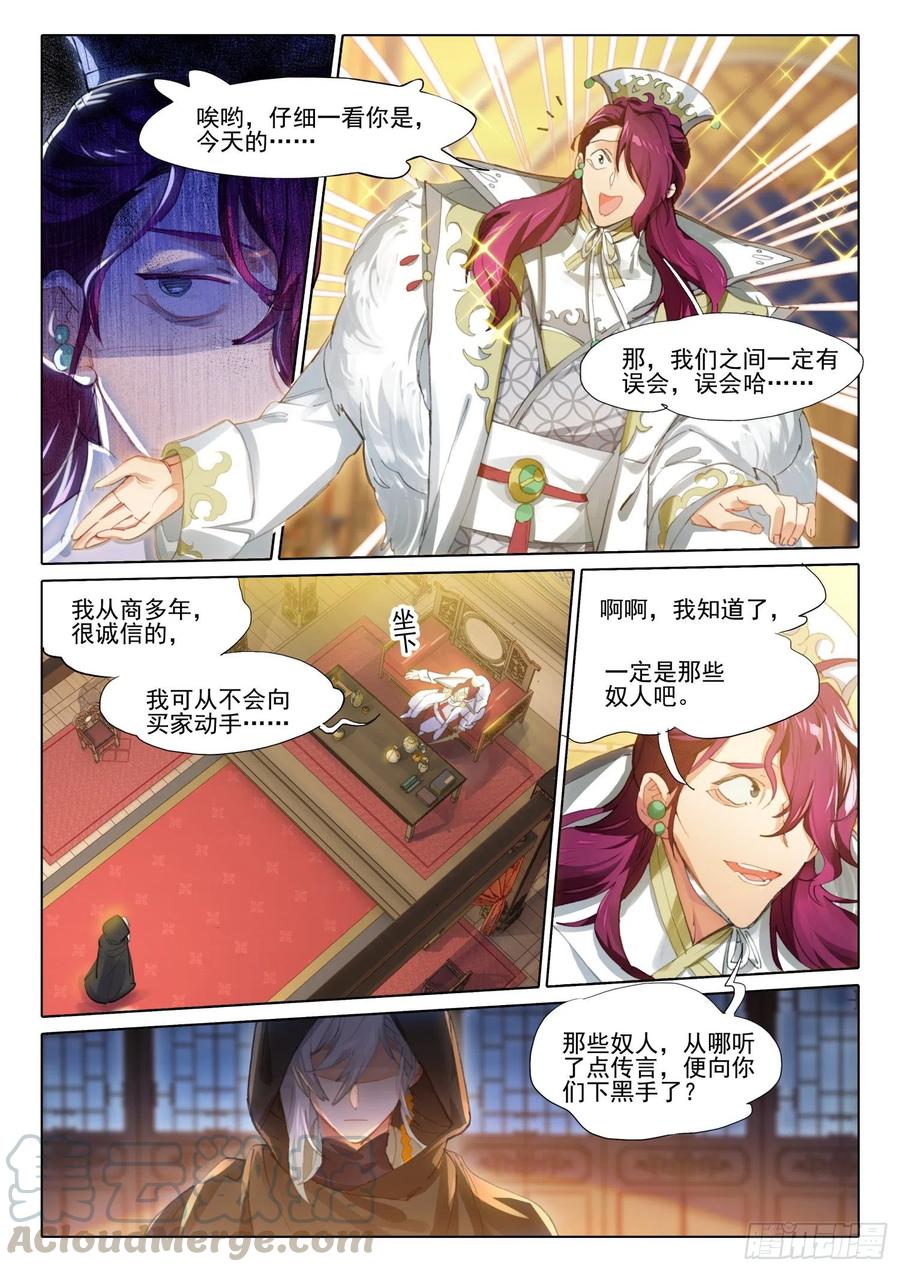 唉哟，仔细一看你是，
今天的……
那，我们之间一定有
误会，误会哈……
我从商多年，
很诚信的，
我可从不会向
买家动手……
坐下
啊啊，我知道了，
一定是那些
奴人吧。
那些奴人，从哪听
了点传言，便向你
们下黑手了？
集云数据
acloudmerge.com
腾讯动漫